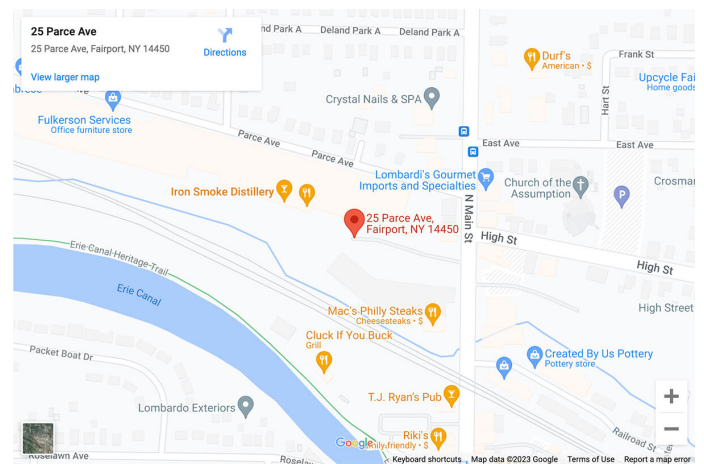 25 Parce Ave
25 Parce Ave, Fairport, NY 14450
Directions
View larger map
nd Park A
Deland Park A
Deland Park A
Durf's
American • $
Frank St
Upcycle Fai
Home goods
Hart St
Crystal Nails & SPA
Fulkerson Services
Office furniture store
Parce Ave
Parce Ave
East Ave
East Ave
Lombardi's Gourmet
Imports and Specialties
Church of the
Assumption
Crosma
P
Iron Smoke Distillery
N Main St
25 Parce Ave,
Fairport, NY 14450
High St
High St
Erie Canal Heritage Trail
Erie Canal
High Street
Mac's Philly Steaks
Cheesesteaks • $
Cluck If You Buck
Grill
Packet Boat Dr
Created By Us Pottery
Pottery store
T.J. Ryan's Pub
Lombardo Exteriors
Riki's
Railroad St
Roselawn Ave
Google
Keyboard shortcuts
Map data ©2023 Google
Terms of Use
Report a map error